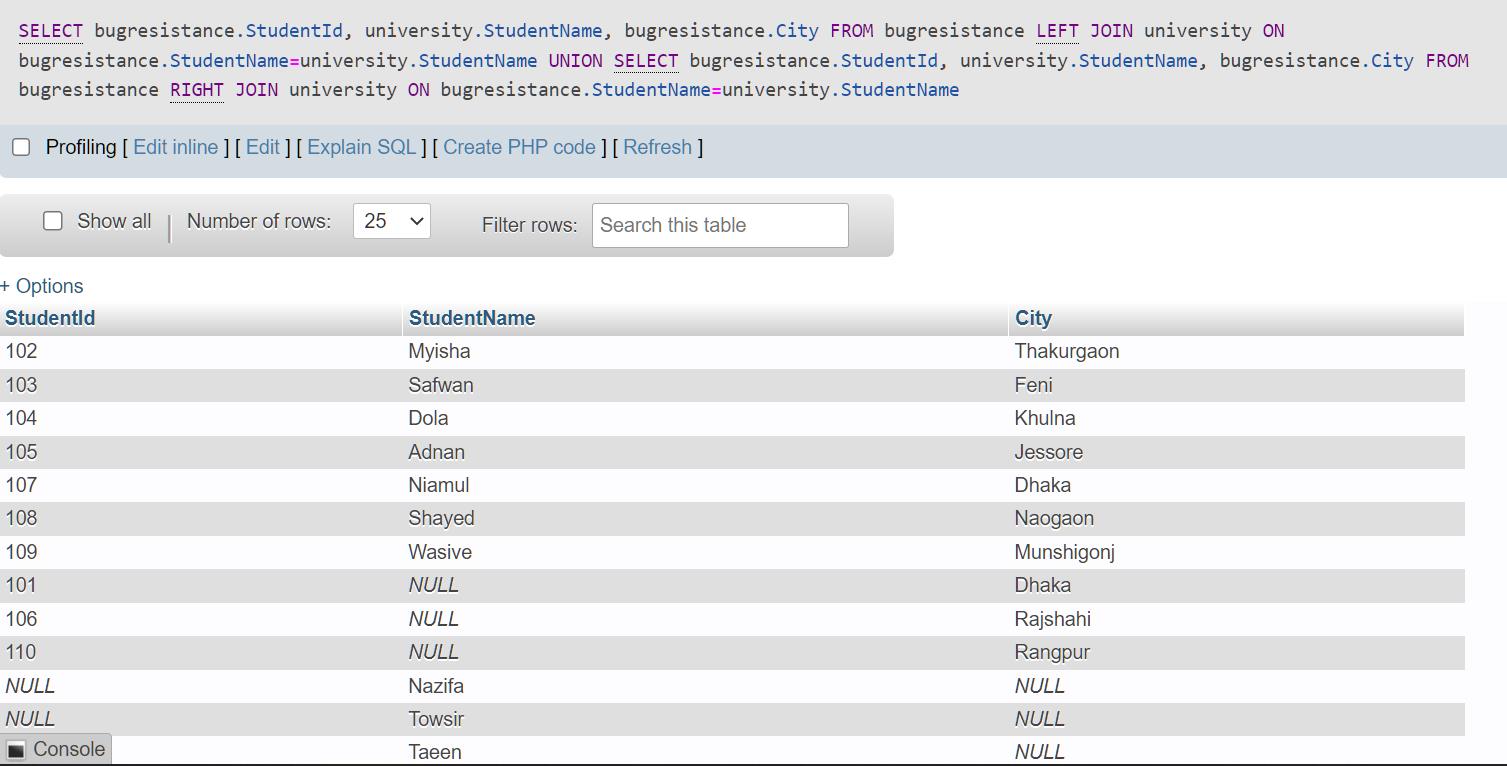 SELECT bugresistance.StudentId, university.StudentName, bugresistance.City FROM bugresistance LEFT JOIN university ON
bugresistance.StudentName=university.StudentName UNION SELECT bugresistance.StudentId, university.StudentName, bugresistance.City FROM
bugresistance RIGHT JOIN university ON bugresistance.StudentName=university.StudentName
Profiling [ Edit inline ] [ Edit ] [ Explain SQL ] [ Create PHP code ] [ Refresh ]
Show all | Number of rows: 25 Filter rows: Search this table
+ Options
StudentId StudentName City
102 Myisha Thakurgaon
103 Safwan Feni
104 Dola Khulna
105 Adnan Jessore
107 Niamul Dhaka
108 Shayed Naogaon
109 Wasive Munshigonj
101 NULL Dhaka
106 NULL Rajshahi
110 NULL Rangpur
NULL Nazifa NULL
NULL Towsir NULL
Console Taeen NULL